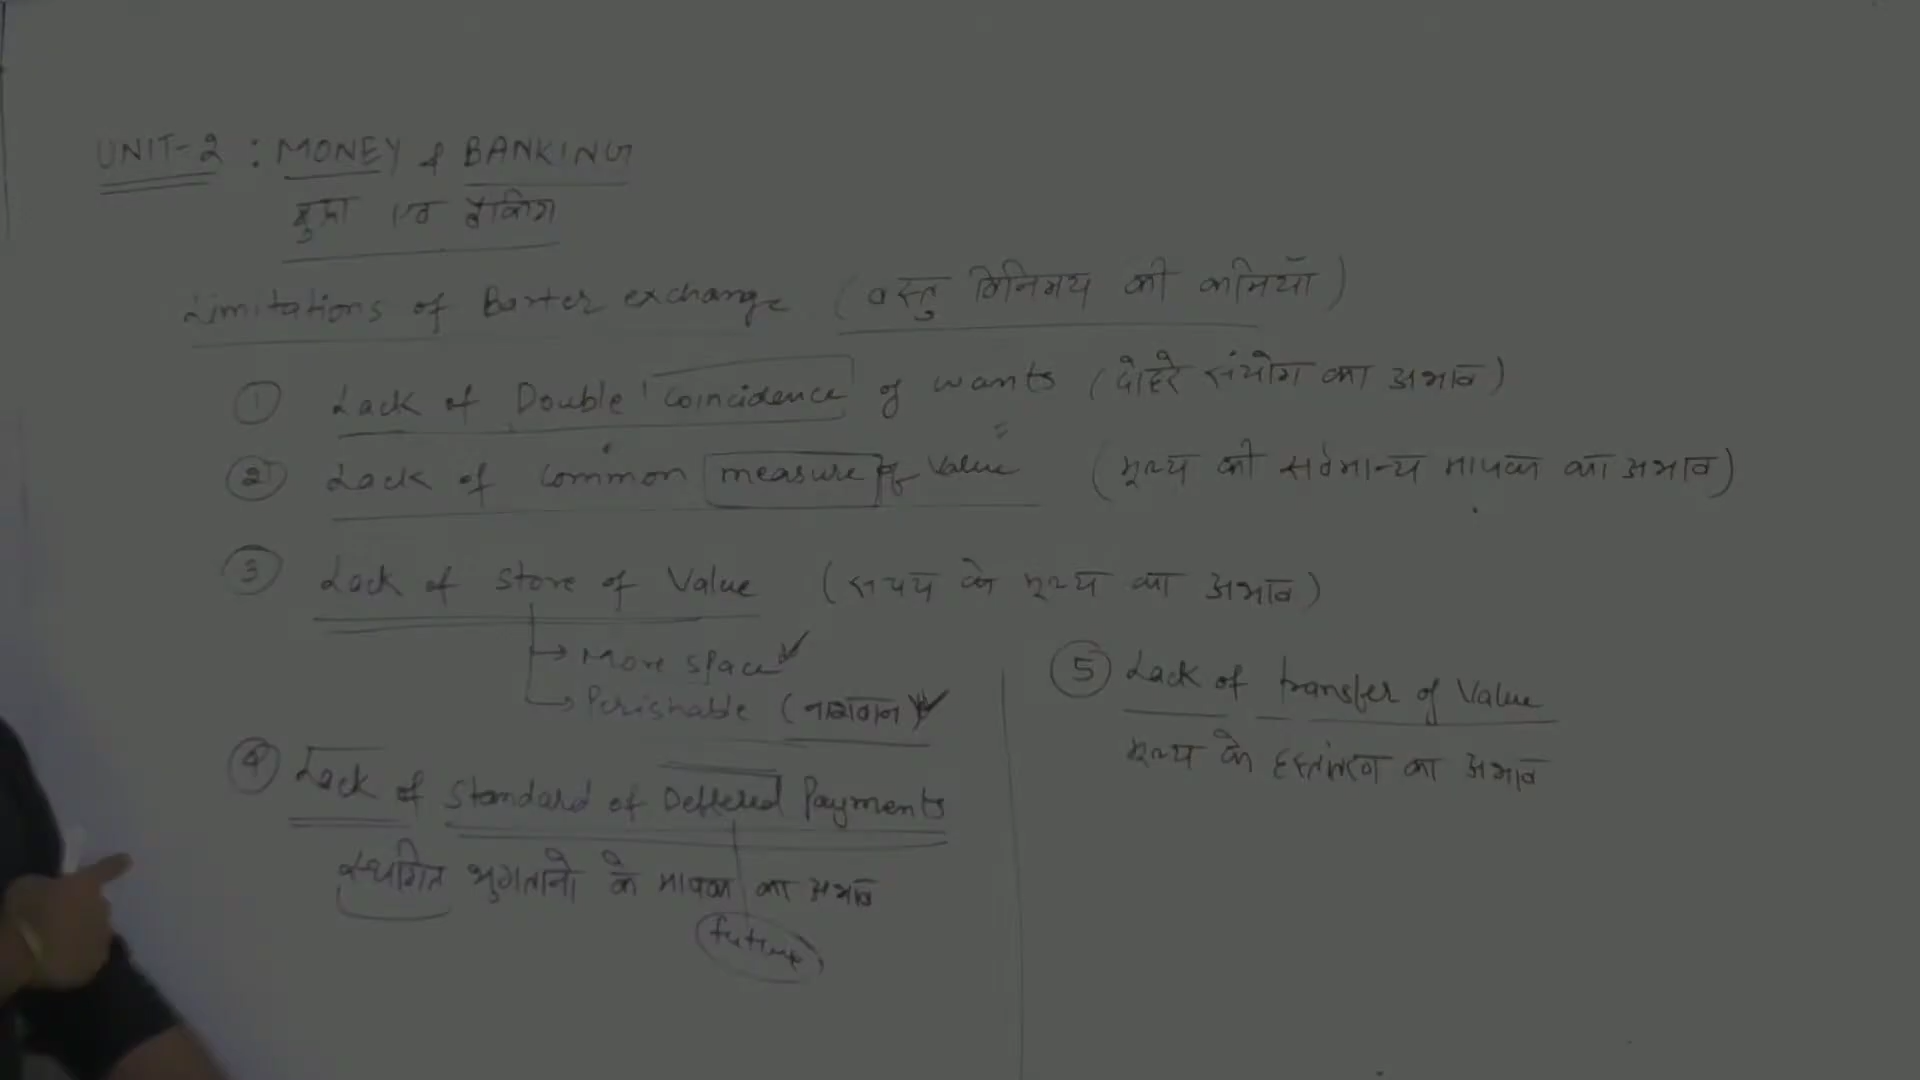 UNIT-2 : MONEY & BANKING
मुद्रा एवं बैंकिंग
Limitations of Barter exchange (वस्तु विनिमय की कमियाँ)
① Lack of Double Coincidence of wants (दोहरे संयोग का अभाव)
② Lack of Common measure of Value (मूल्य की सर्वमान्य मापक का अभाव)
③ Lack of Store of Value (संचय के मूल्य का अभाव)
→ More space ✓
→ Perishable (नाशवान) ✓
④ Lack of Standard of Deffered Payments
स्थगित भुगतानो के मापक का अभाव
future
⑤ Lack of transfer of Value
मूल्य के हस्तांतरण का अभाव